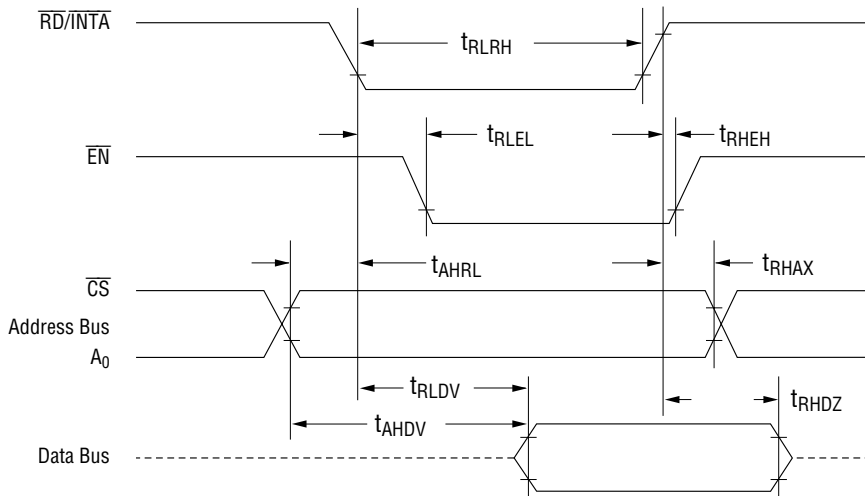 RD/INTA
tRLRH
tRLEL
tRHEH
EN
tAHRL
tRHAX
CS
Address Bus
A0
tRLDV
tRHDZ
tAHDV
Data Bus